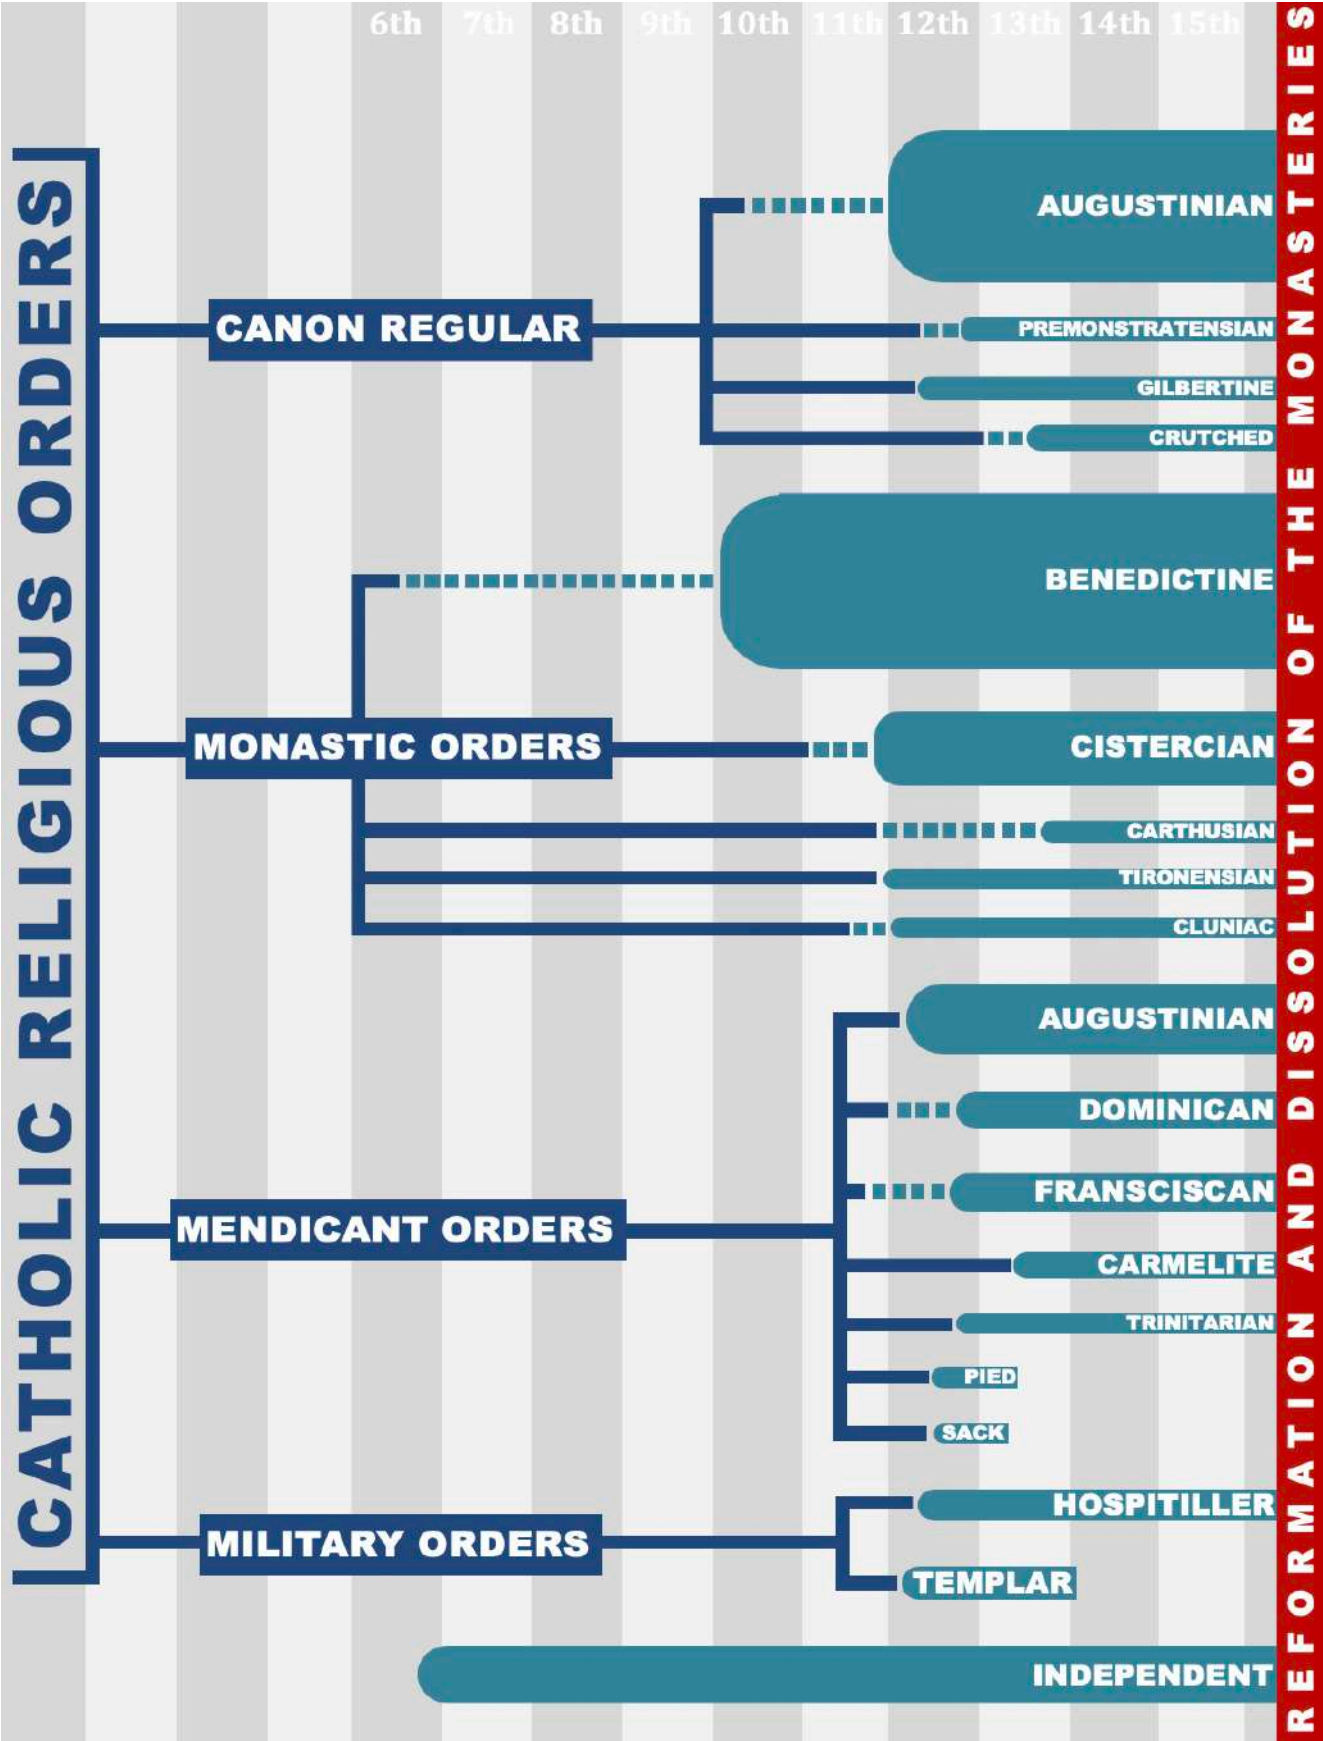 6th 7th 8th 9th 10th 11th 12th 13th 14th 15th
CATHOLIC RELIGIOUS ORDERS
CANON REGULAR
AUGUSTINIAN
PREMONSTRATENSIAN
GILBERTINE
CRUTCHED
MONASTIC ORDERS
BENEDICTINE
CISTERCIAN
CARTHUSIAN
TIRONENSIAN
CLUNIAC
MENDICANT ORDERS
AUGUSTINIAN
DOMINICAN
FRANSCISCAN
CARMELITE
TRINITARIAN
PIED
SACK
MILITARY ORDERS
HOSPITILLER
TEMPLAR
INDEPENDENT
REFORMATION AND DISSOLUTION OF THE MONASTERIES